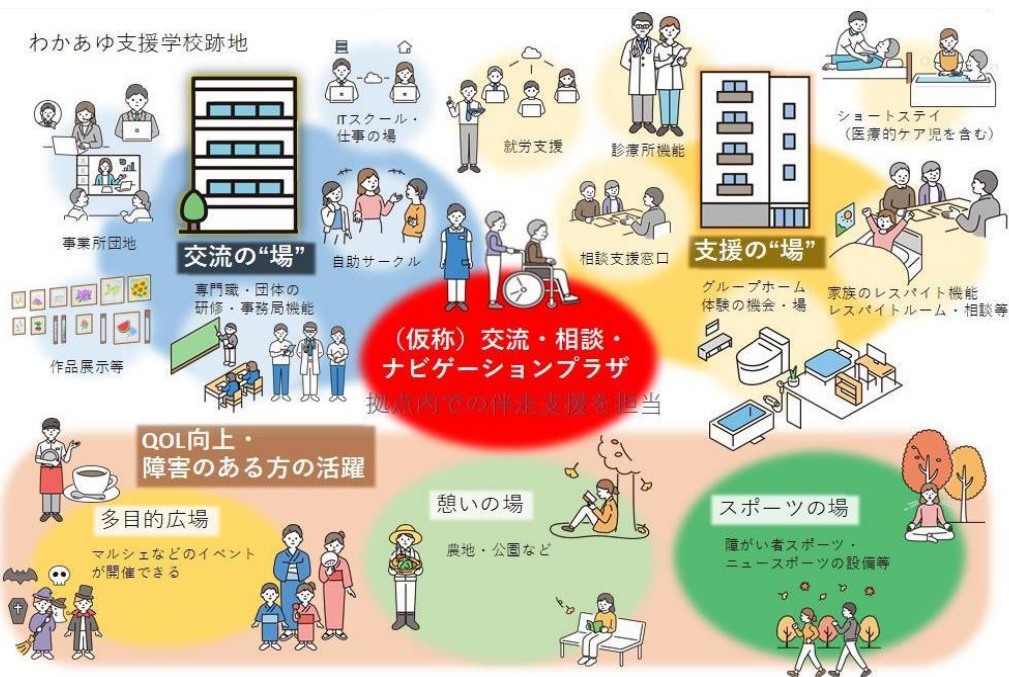 わかあゆ支援学校跡地
ITスクール・
仕事の場
事業所団地
交流の“場”
自助サークル
専門職・団体の
研修・事務局機能
作品展示等
就労支援
診療所機能
ショートステイ
（医療的ケア児を含む）
相談支援窓口
支援の“場”
グループホーム
体験の機会・場
家族のレスパイト機能
レスパイトルーム・相談等
（仮称）交流・相談・
ナビゲーションプラザ
拠点内での伴走支援を担当
QOL向上・
障害のある方の活躍
多目的広場
マルシェなどのイベント
が開催できる
憩いの場
農地・公園など
スポーツの場
障がい者スポーツ・
ニュースポーツの設備等